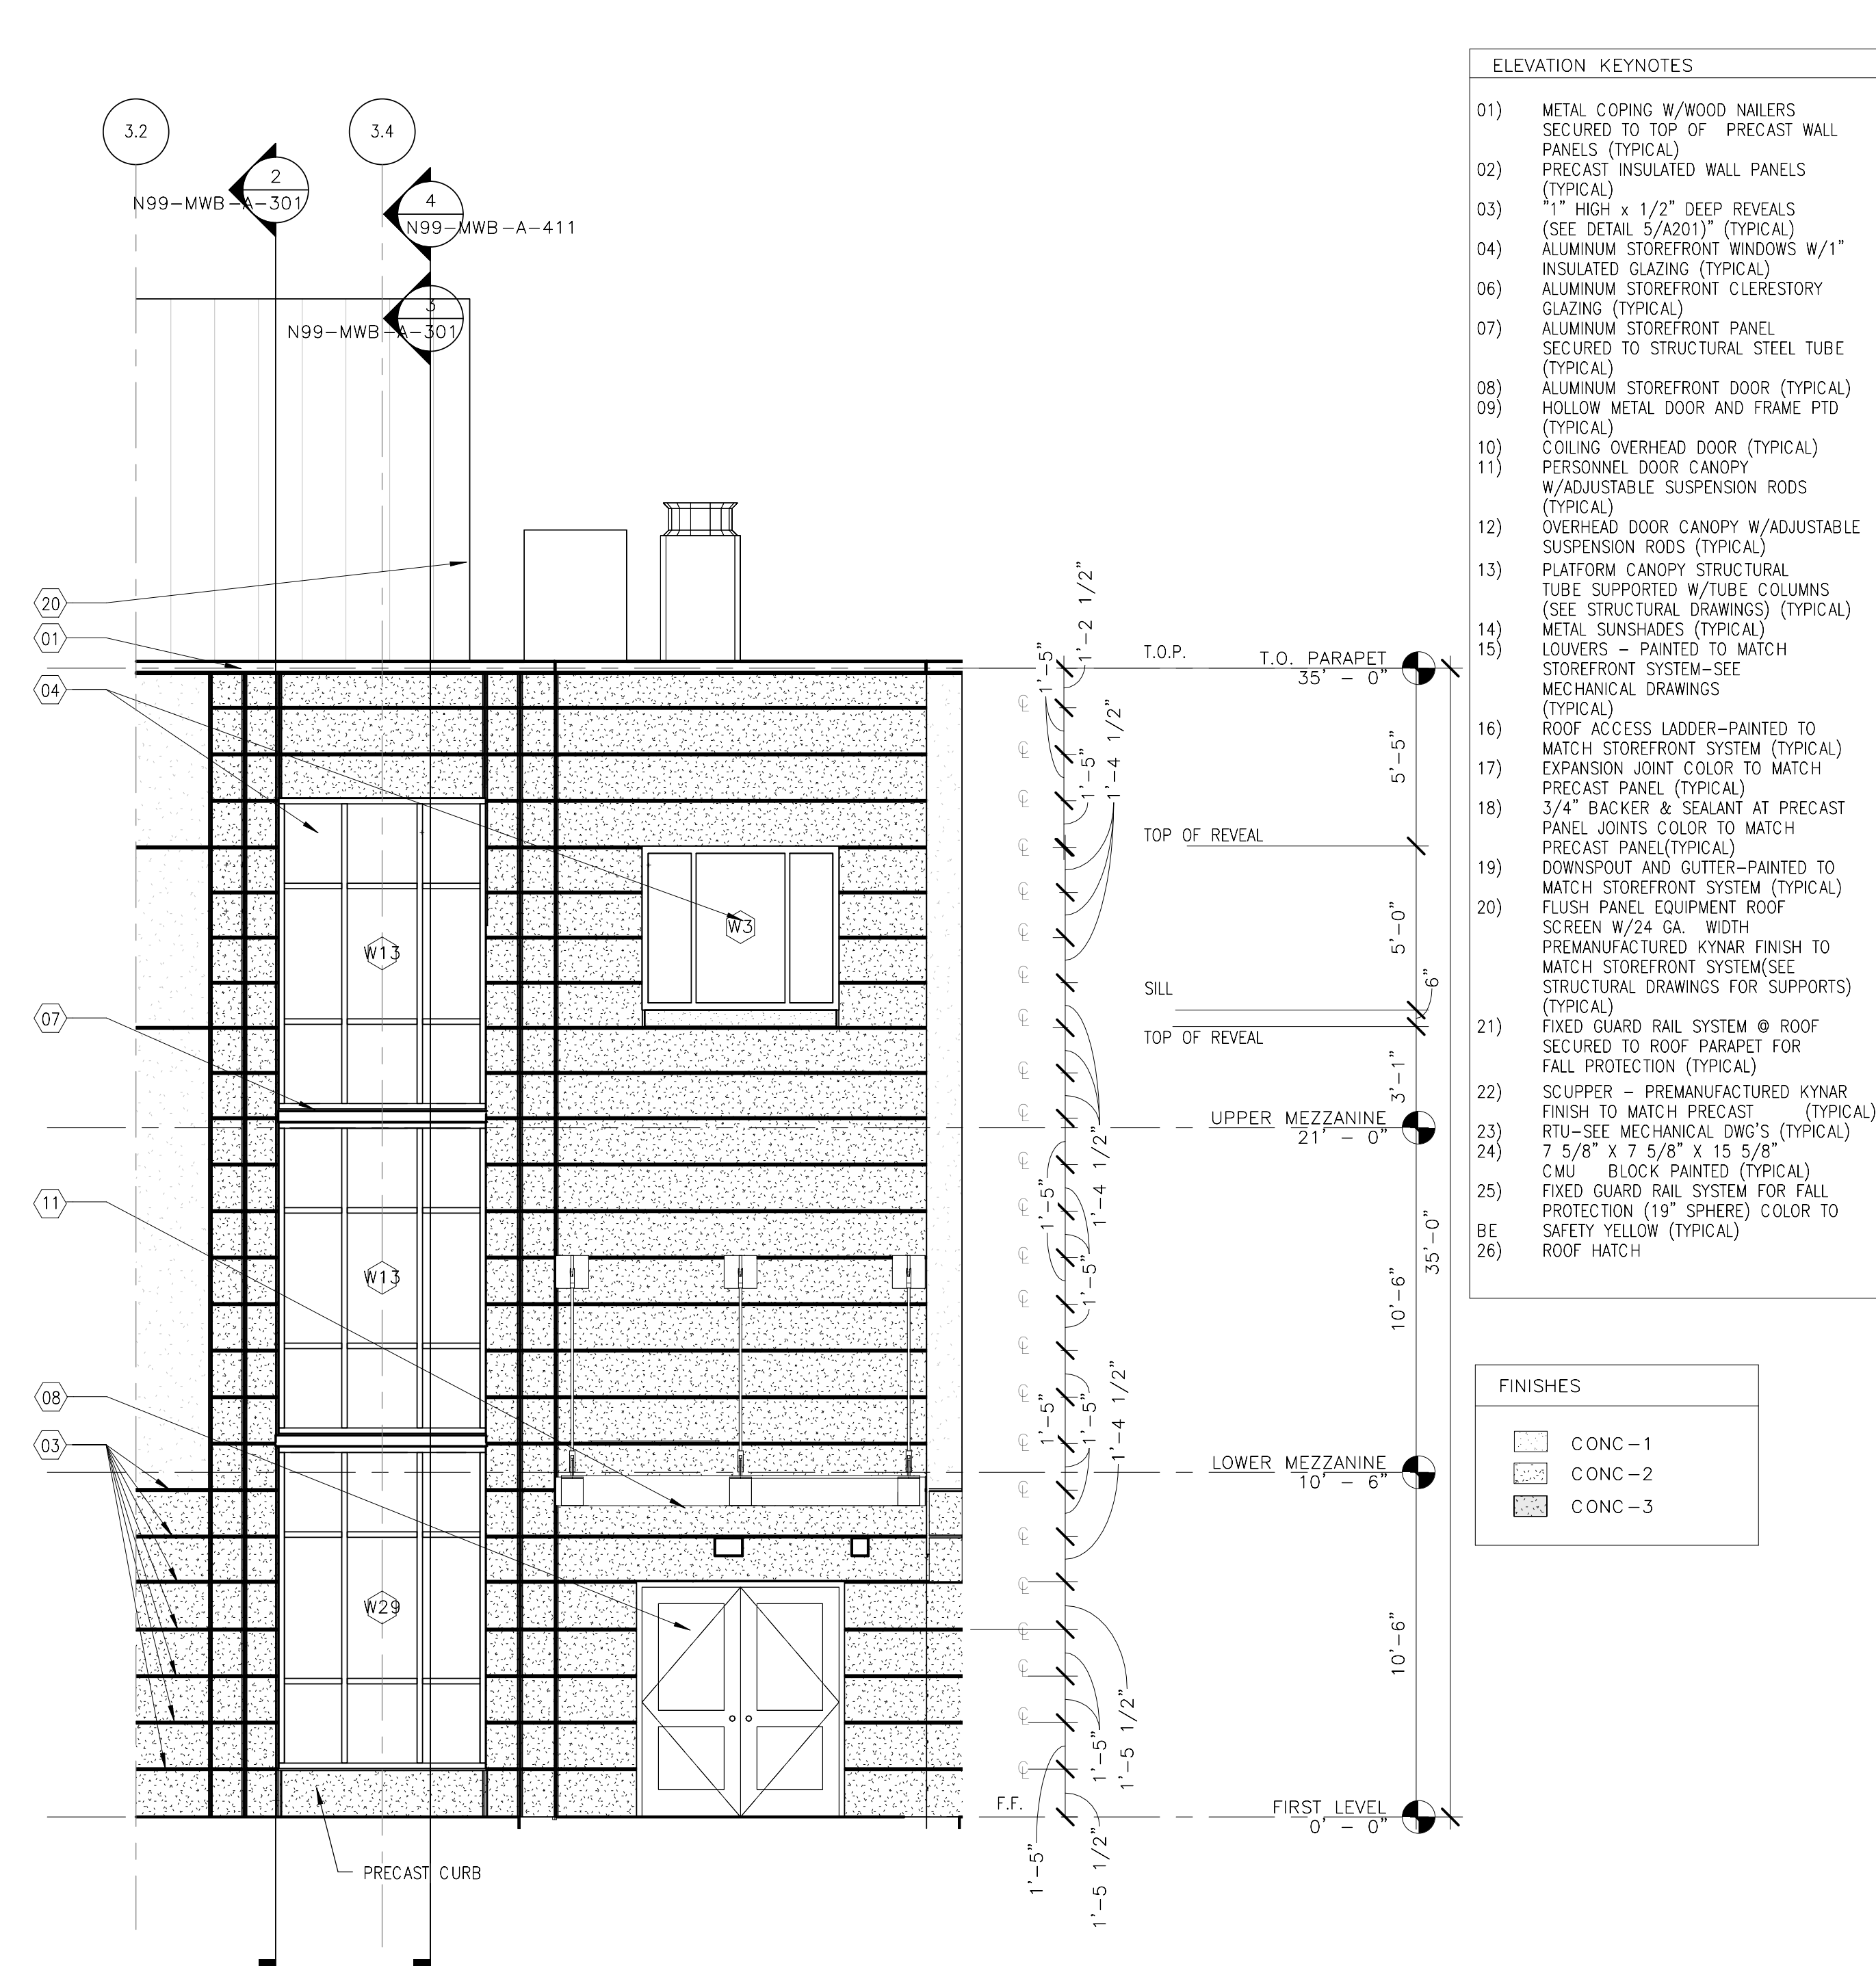 ELEVATION KEYNOTES
01) METAL COPING W/WOOD NAILERS
SECURED TO TOP OF PRECAST WALL
PANELS (TYPICAL)
02) PRECAST INSULATED WALL PANELS
(TYPICAL)
03) "1" HIGH x 1/2" DEEP REVEALS
(SEE DETAIL 5/A201)" (TYPICAL)
04) ALUMINUM STOREFRONT WINDOWS W/1"
INSULATED GLAZING (TYPICAL)
06) ALUMINUM STOREFRONT CLERESTORY
GLAZING (TYPICAL)
07) ALUMINUM STOREFRONT PANEL
SECURED TO STRUCTURAL STEEL TUBE
(TYPICAL)
08) ALUMINUM STOREFRONT DOOR (TYPICAL)
09) HOLLOW METAL DOOR AND FRAME PTD
(TYPICAL)
10) COILING OVERHEAD DOOR (TYPICAL)
11) PERSONNEL DOOR CANOPY
W/ADJUSTABLE SUSPENSION RODS
(TYPICAL)
12) OVERHEAD DOOR CANOPY W/ADJUSTABLE
SUSPENSION RODS (TYPICAL)
13) PLATFORM CANOPY STRUCTURAL
TUBE SUPPORTED W/TUBE COLUMNS
(SEE STRUCTURAL DRAWINGS) (TYPICAL)
14) METAL SUNSHADES (TYPICAL)
15) LOUVERS - PAINTED TO MATCH
STOREFRONT SYSTEM-SEE
MECHANICAL DRAWINGS
(TYPICAL)
16) ROOF ACCESS LADDER-PAINTED TO
MATCH STOREFRONT SYSTEM (TYPICAL)
17) EXPANSION JOINT COLOR TO MATCH
PRECAST PANEL (TYPICAL)
18) 3/4" BACKER & SEALANT AT PRECAST
PANEL JOINTS COLOR TO MATCH
PRECAST PANEL(TYPICAL)
19) DOWNSPOUT AND GUTTER-PAINTED TO
MATCH STOREFRONT SYSTEM (TYPICAL)
20) FLUSH PANEL EQUIPMENT ROOF
SCREEN W/24 GA. WIDTH
PREMANUFACTURED KYNAR FINISH TO
MATCH STOREFRONT SYSTEM(SEE
STRUCTURAL DRAWINGS FOR SUPPORTS)
(TYPICAL)
21) FIXED GUARD RAIL SYSTEM @ ROOF
SECURED TO ROOF PARAPET FOR
FALL PROTECTION (TYPICAL)
22) SCUPPER - PREMANUFACTURED KYNAR
FINISH TO MATCH PRECAST (TYPICAL)
23) RTU-SEE MECHANICAL DWG'S (TYPICAL)
24) 7 5/8" X 7 5/8" X 15 5/8"
CMU BLOCK PAINTED (TYPICAL)
25) FIXED GUARD RAIL SYSTEM FOR FALL
PROTECTION (19" SPHERE) COLOR TO
BE SAFETY YELLOW (TYPICAL)
26) ROOF HATCH
FINISHES
CONC-1
CONC-2
CONC-3
3.2
3.4
2
N99-MWB-A-301
4
N99-MWB-A-411
3
N99-MWB-A-301
20
01
04
07
11
08
03
W13
W3
W13
W29
PRECAST CURB
1'-2 1/2"
1'-5"
1'-4 1/2"
1'-5"
1'-4 1/2"
1'-5"
1'-5"
1'-5"
1'-5"
1'-4 1/2"
1'-5"
1'-5 1/2"
1'-5"
1'-5 1/2"
T.O.P.
T.O. PARAPET
35' - 0"
5'-5"
TOP OF REVEAL
5'-0"
SILL
6"
TOP OF REVEAL
3'-1"
UPPER MEZZANINE
21' - 0"
35'-0"
10'-6"
LOWER MEZZANINE
10' - 6"
10'-6"
F.F.
FIRST LEVEL
0' - 0"